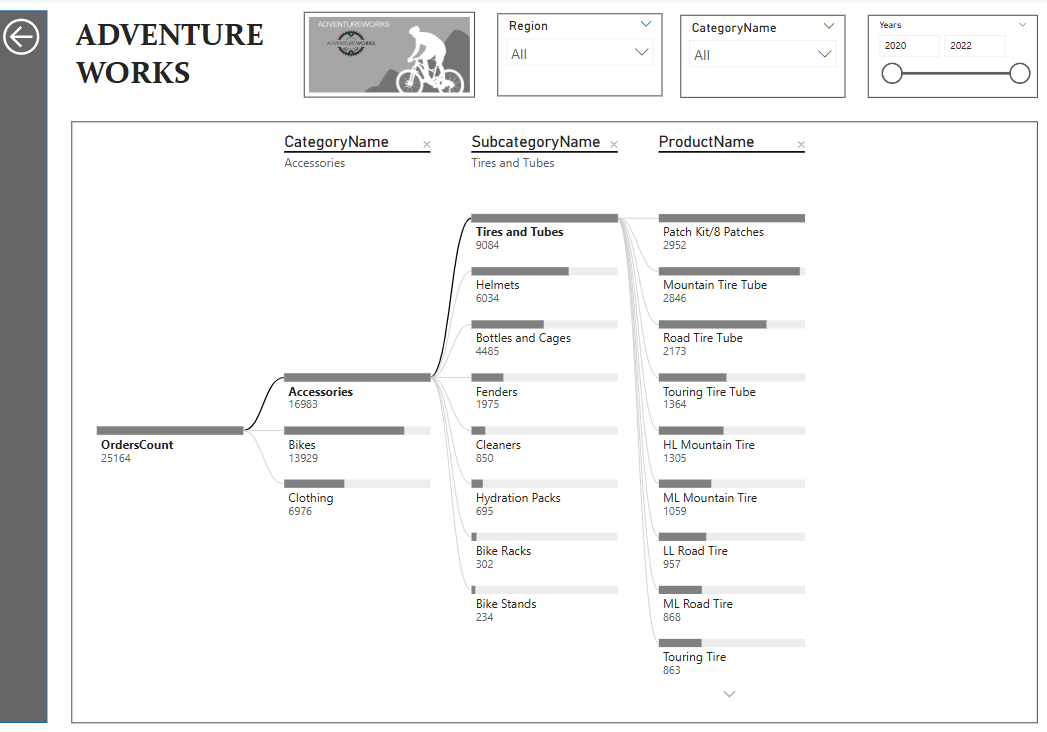 ADVENTURE
WORKS
ADVENTUREWORKS
ADVENTUREWORKS
Region
All
CategoryName
All
Years
2020
2022
CategoryName
Accessories
SubcategoryName
Tires and Tubes
ProductName
OrdersCount
25164
Accessories
16983
Bikes
13929
Clothing
6976
Tires and Tubes
9084
Helmets
6034
Bottles and Cages
4485
Fenders
1975
Cleaners
850
Hydration Packs
695
Bike Racks
302
Bike Stands
234
Patch Kit/8 Patches
2952
Mountain Tire Tube
2846
Road Tire Tube
2173
Touring Tire Tube
1364
HL Mountain Tire
1305
ML Mountain Tire
1059
LL Road Tire
957
ML Road Tire
868
Touring Tire
863